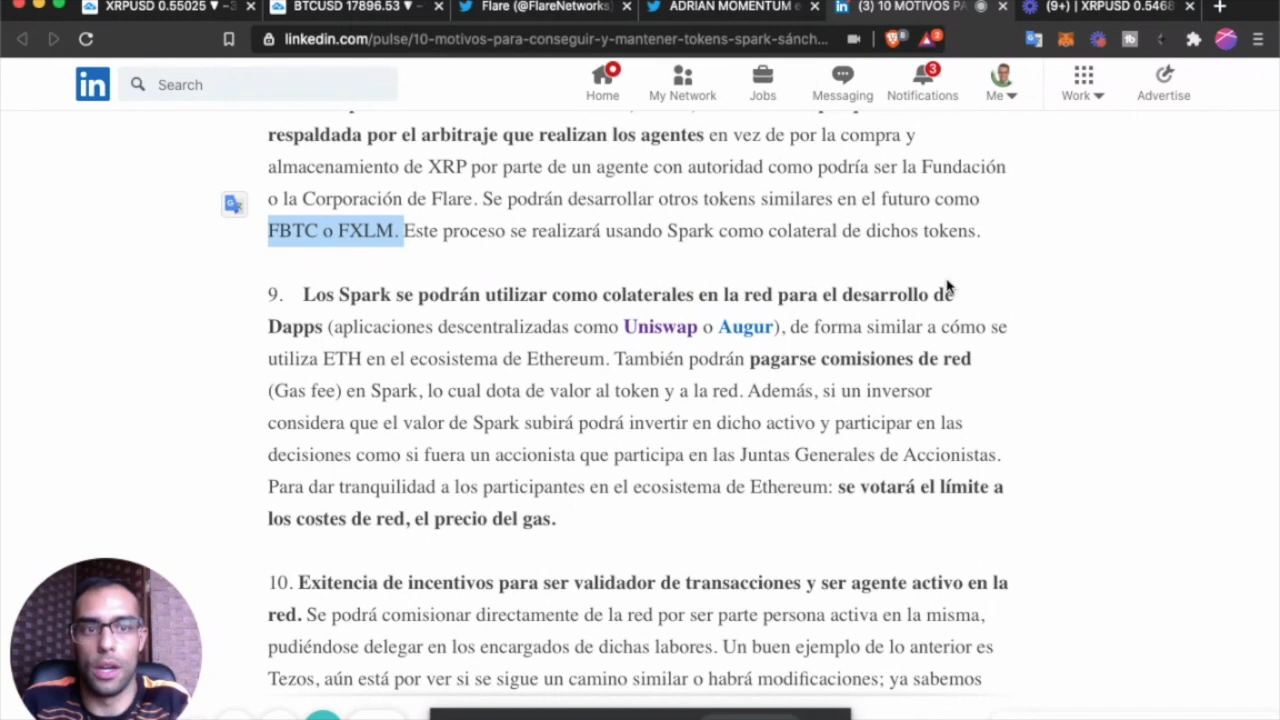 XRPUSD 0.55025 ▼ −3
BTCUSD 17896.53 ▼
Flare (@FlareNetworks)
ADRIAN MOMENTUM e
(3) 10 MOTIVOS PA
(9+) | XRPUSD 0.5468
linkedin.com/pulse/10-motivos-para-conseguir-y-mantener-tokens-spark-sánch...
in
Search
Home
My Network
Jobs
Messaging
3
Notifications
Me
Work
Advertise
respaldada por el arbitraje que realizan los agentes en vez de por la compra y
almacenamiento de XRP por parte de un agente con autoridad como podría ser la Fundación
o la Corporación de Flare. Se podrán desarrollar otros tokens similares en el futuro como
FBTC o FXLM. Este proceso se realizará usando Spark como colateral de dichos tokens.
9. Los Spark se podrán utilizar como colaterales en la red para el desarrollo de
Dapps (aplicaciones descentralizadas como Uniswap o Augur), de forma similar a cómo se
utiliza ETH en el ecosistema de Ethereum. También podrán pagarse comisiones de red
(Gas fee) en Spark, lo cual dota de valor al token y a la red. Además, si un inversor
considera que el valor de Spark subirá podrá invertir en dicho activo y participar en las
decisiones como si fuera un accionista que participa en las Juntas Generales de Accionistas.
Para dar tranquilidad a los participantes en el ecosistema de Ethereum: se votará el límite a
los costes de red, el precio del gas.
10. Exitencia de incentivos para ser validador de transacciones y ser agente activo en la
red. Se podrá comisionar directamente de la red por ser parte persona activa en la misma,
pudiéndose delegar en los encargados de dichas labores. Un buen ejemplo de lo anterior es
Tezos, aún está por ver si se sigue un camino similar o habrá modificaciones; ya sabemos